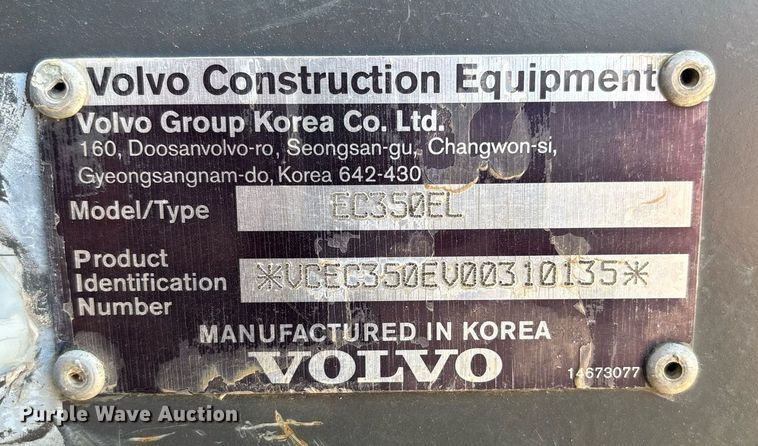 Volvo Construction Equipment
Volvo Group Korea Co. Ltd.
160, Doosanvolvo-ro, Seongsan-gu, Changwon-si,
Gyeongsangnam-do, Korea 642-430
Model/Type EC350EL
Product
Identification *VCEC350EV00310135*
Number
MANUFACTURED IN KOREA
VOLVO
14673077
Purple Wave Auction